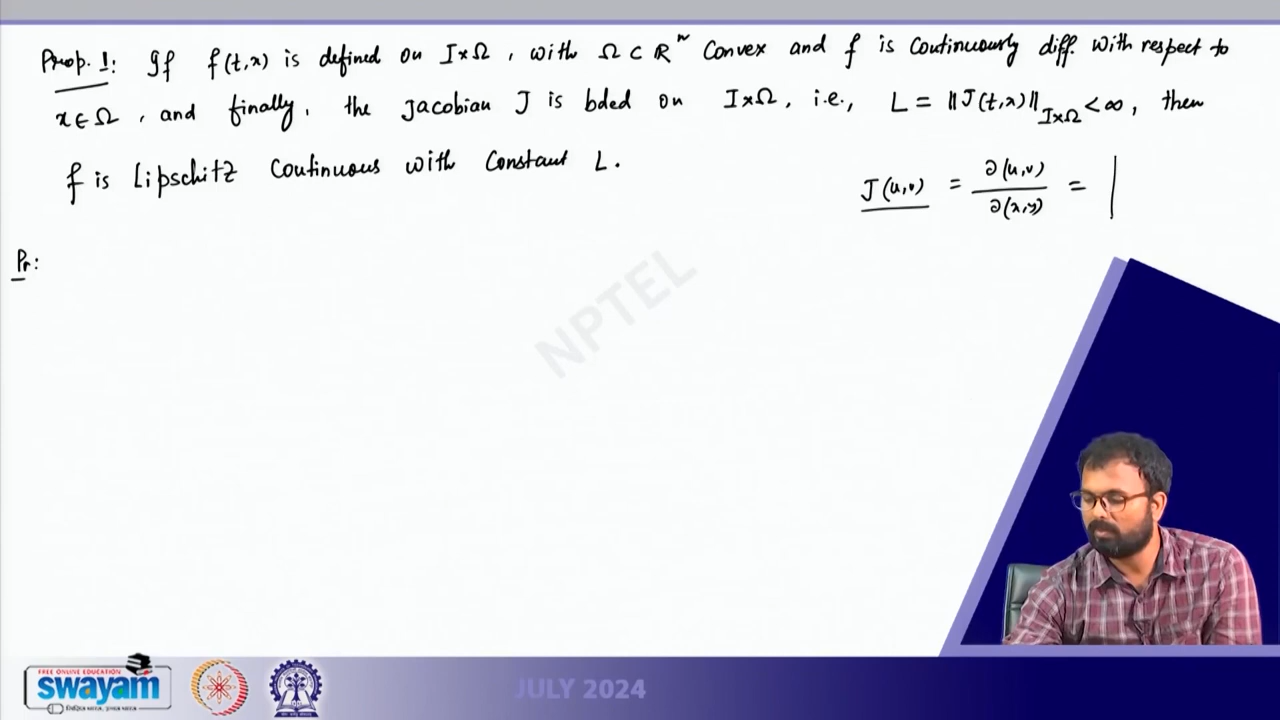 Prop. 1: If f(t,x) is defined on I×Ω, with Ω ⊂ ℝⁿ Convex and f is continuously diff. with respect to
x ∈ Ω, and finally, the Jacobian J is bded on I×Ω, i.e., L = ‖J(t,x)‖_{I×Ω} < ∞, then
f is Lipschitz Continuous with Constant L.
J(u,v) = ∂(u,v)/∂(x,y) = |
Pr:
NPTEL
FREE ONLINE EDUCATION
swayam
JULY 2024